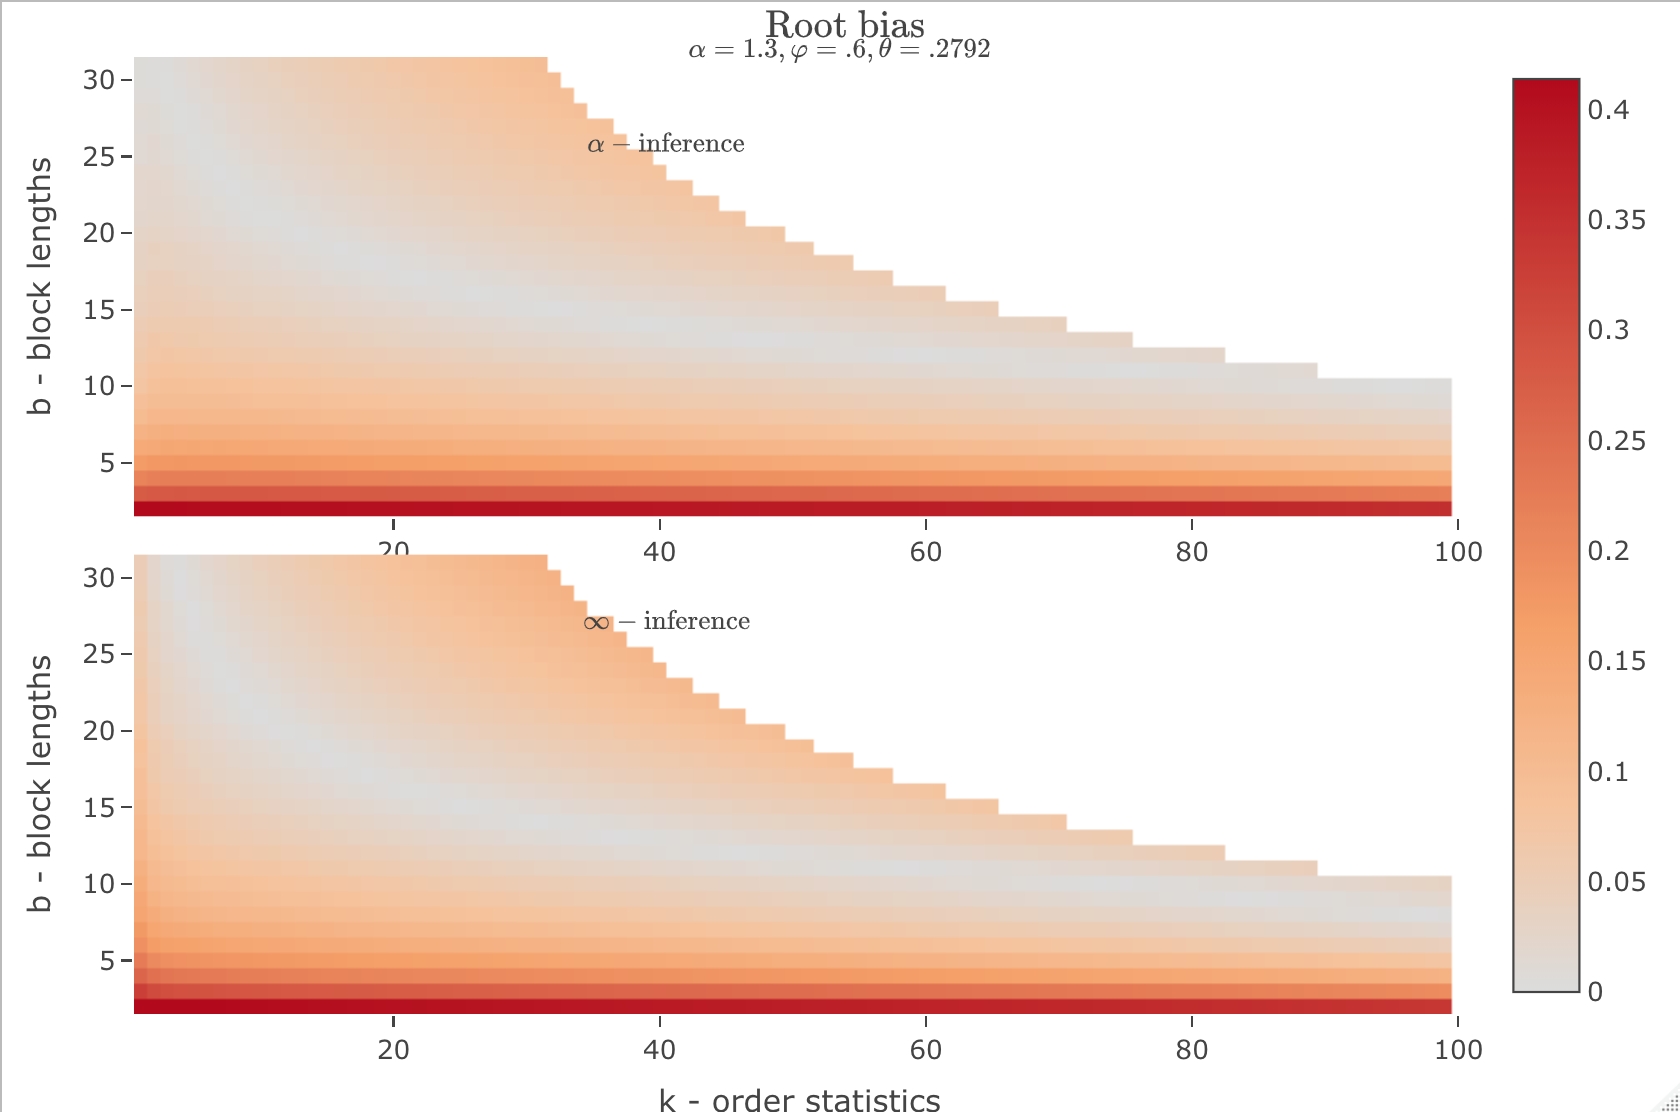 Root bias
α = 1.3, φ = .6, θ = .2792
30
25
20
15
10
5
b - block lengths
α − inference
20 40 60 80 100
30
25
20
15
10
5
b - block lengths
∞ − inference
20 40 60 80 100
k - order statistics
0.4
0.35
0.3
0.25
0.2
0.15
0.1
0.05
0